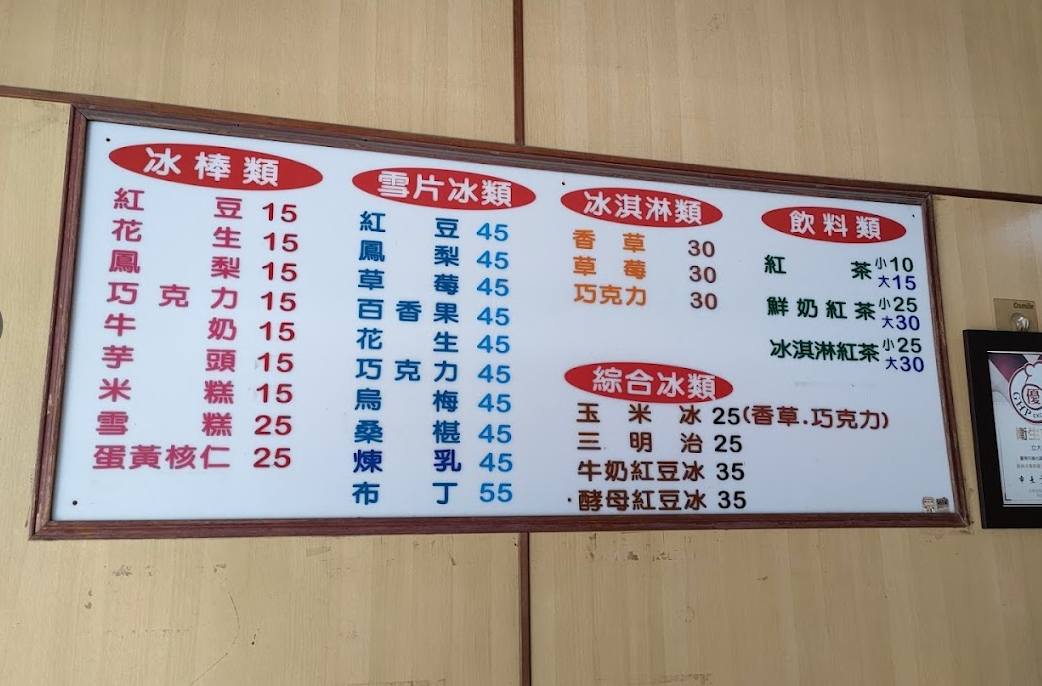 冰棒類
紅豆 15
花生 15
鳳梨 15
巧克力 15
牛奶 15
芋頭 15
米糕 15
雪糕 25
蛋黃核仁 25
雪片冰類
紅豆 45
鳳梨 45
草莓 45
百香果 45
花生 45
巧克力 45
烏梅 45
桑椹 45
煉乳 45
布丁 55
冰淇淋類
香草 30
草莓 30
巧克力 30
綜合冰類
玉米冰 25(香草.巧克力)
三明治 25
牛奶紅豆冰 35
酵母紅豆冰 35
飲料類
紅茶 小10
大15
鮮奶紅茶 小25
大30
冰淇淋紅茶 小25
大30
優
GHP
衛生